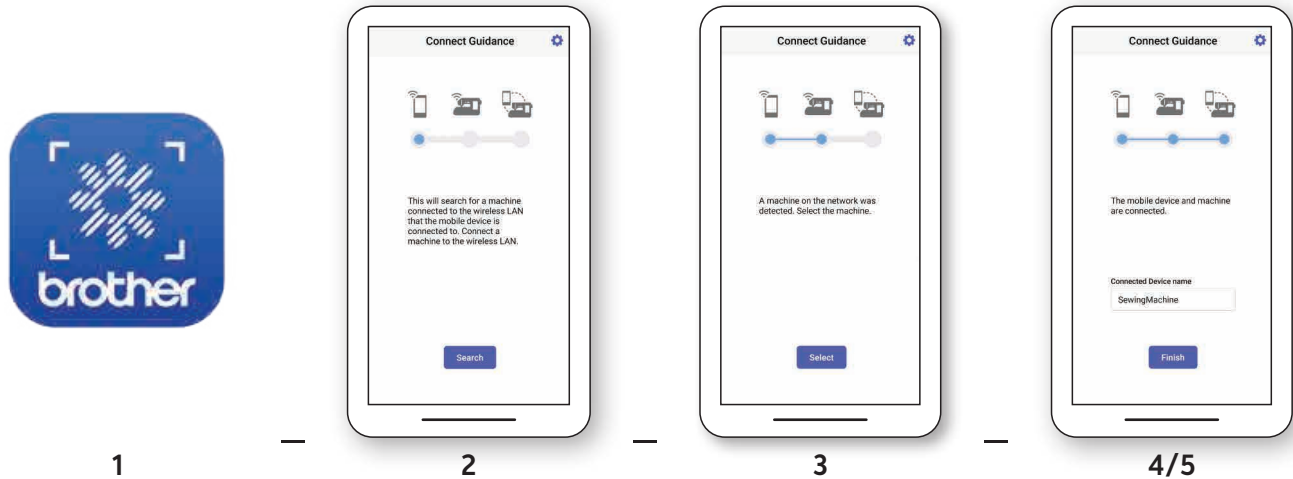 brother
1
Connect Guidance
This will search for a machine
connected to the wireless LAN
that the mobile device is
connected to. Connect a
machine to the wireless LAN.
Search
2
Connect Guidance
A machine on the network was
detected. Select the machine.
Select
3
Connect Guidance
The mobile device and machine
are connected.
Connected Device name
SewingMachine
Finish
4/5